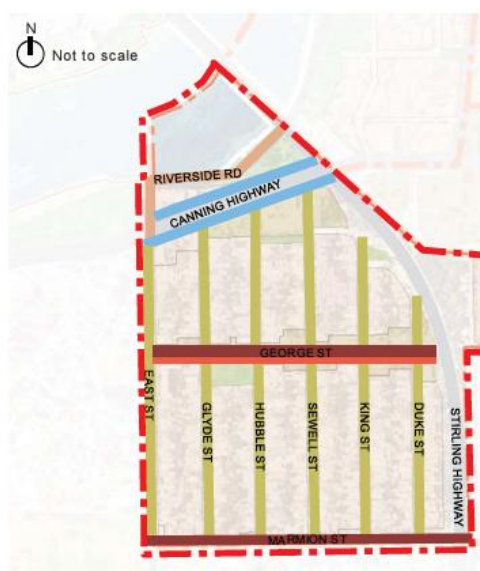 N
Not to scale
RIVERSIDE RD
CANNING HIGHWAY
GEORGE ST
EAST ST
GLYDE ST
HUBBLE ST
SEWELL ST
KING ST
DUKE ST
STIRLING HIGHWAY
MARMION ST